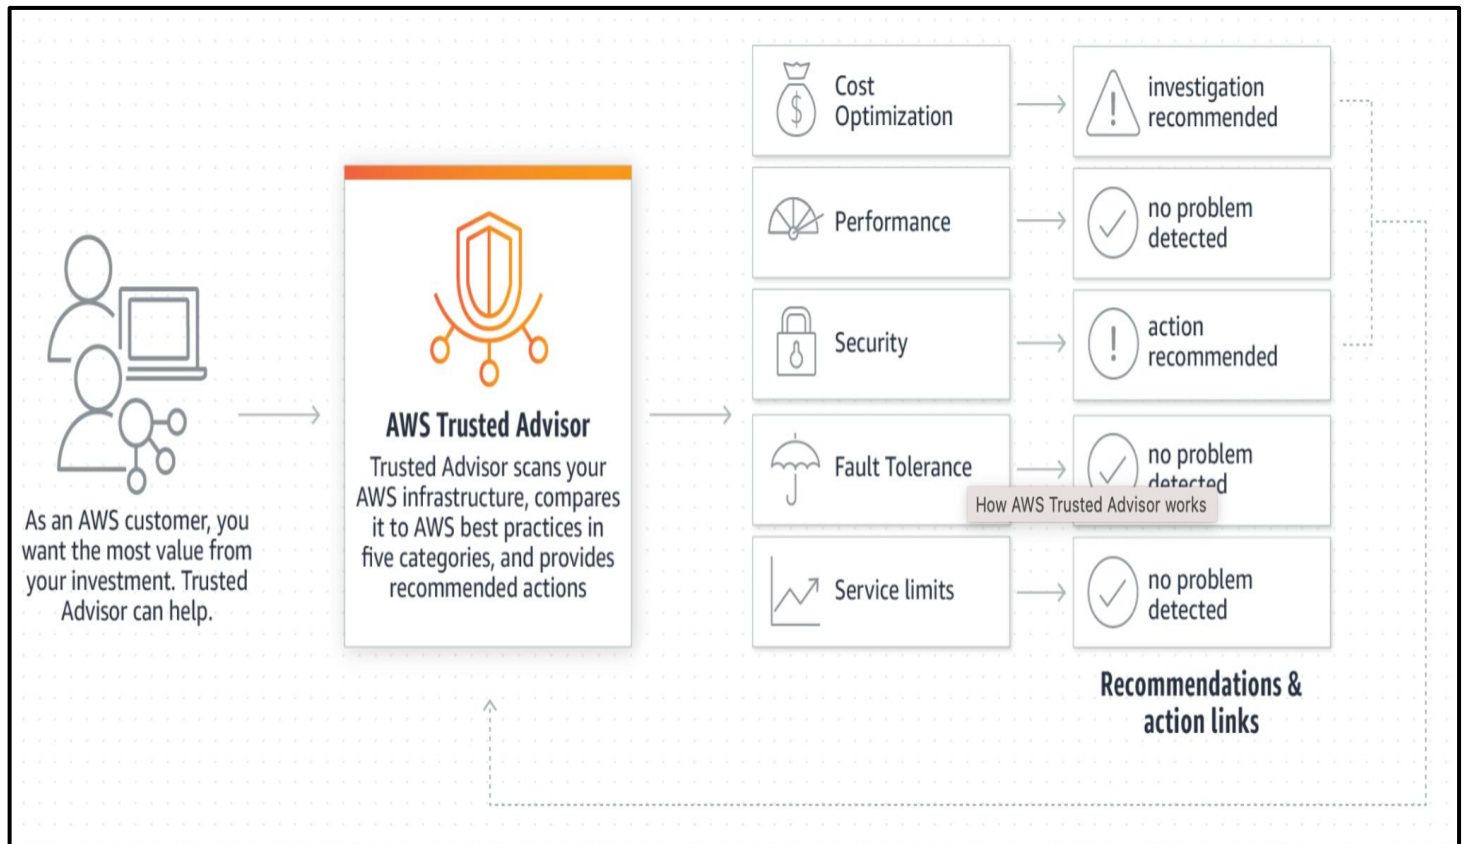 As an AWS customer, you
want the most value from
your investment. Trusted
Advisor can help.
AWS Trusted Advisor
Trusted Advisor scans your
AWS infrastructure, compares
it to AWS best practices in
five categories, and provides
recommended actions
Cost
Optimization
investigation
recommended
Performance
no problem
detected
Security
action
recommended
Fault Tolerance
no problem
detected
How AWS Trusted Advisor works
Service limits
no problem
detected
Recommendations &
action links